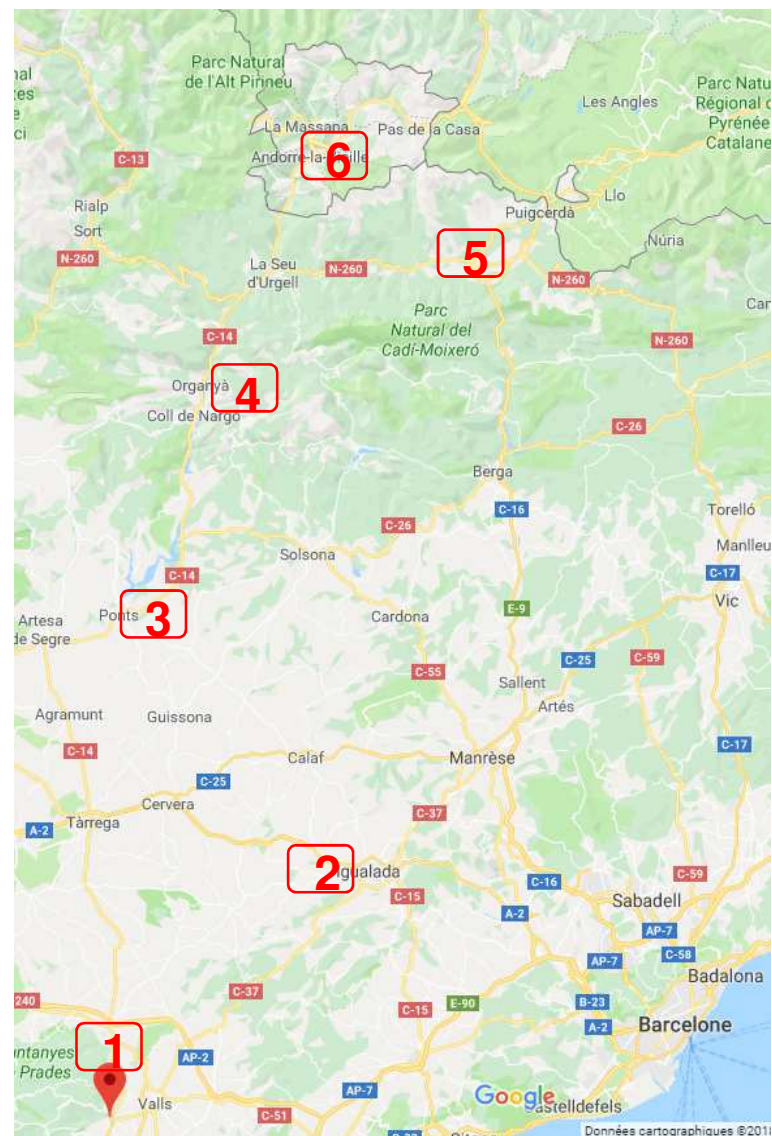 Parc Natural
de l'Alt Pirineu
Les Angles
Parc Natu
Régional d
Pyrénée
Catalane
La Massana
Pas de la Casa
6
C-13
Rialp
Sort
Llo
Puigcerdà
Núria
5
N-260
La Seu
d'Urgell
N-260
N-260
Parc
Natural del
Cadí-Moixeró
C-14
N-260
4
Organyà
Coll de Nargó
C-26
Berga
C-16
Torelló
C-26
Manlleu
Solsona
C-14
C-17
Vic
3
Ponts
Artesa
de Segre
Cardona
E-9
C-25
C-59
C-55
Sallent
Artés
Agramunt
Guissona
C-14
C-17
Calaf
Manrèse
C-25
Cervera
Tàrrega
A-2
C-37
2
Igualada
C-59
C-16
C-15
Sabadell
A-2
AP-7
AP-7
C-58
Badalona
240
C-37
C-15
E-90
B-23
A-2
Barcelone
1
untanyes
Prades
AP-2
Valls
AP-7
C-51
Google
Données cartographiques ©2018